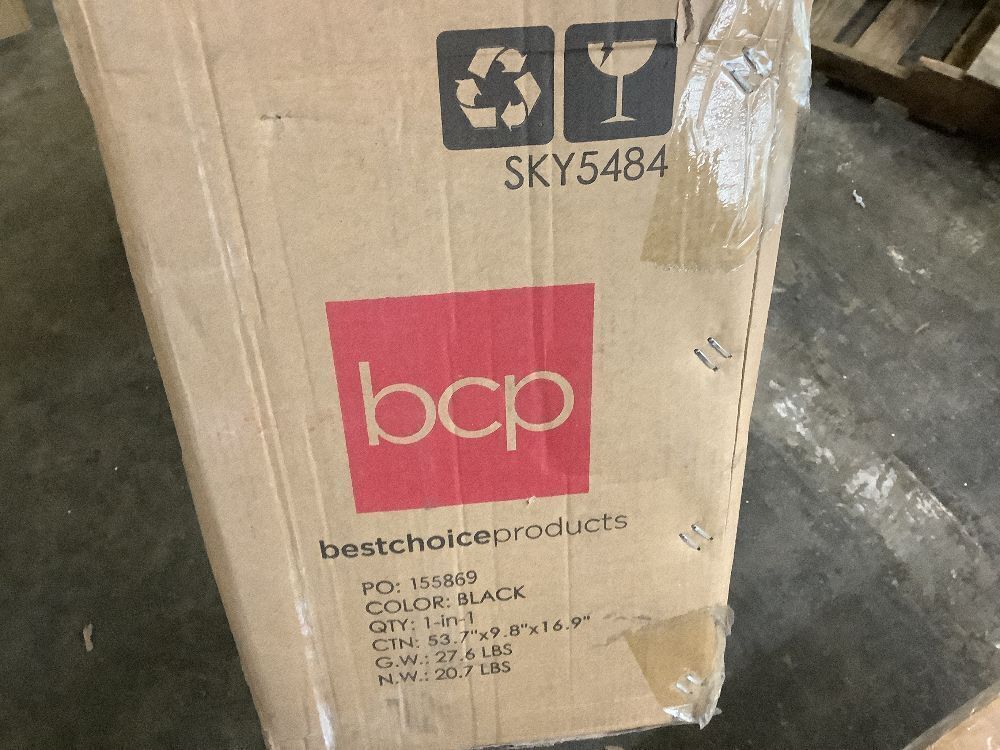 SKY5484
bcp
bestchoiceproducts
PO: 155869
COLOR: BLACK
QTY: 1-in-1
CTN: 53.7"x9.8"x16.9"
G.W.: 27.6 LBS
N.W.: 20.7 LBS